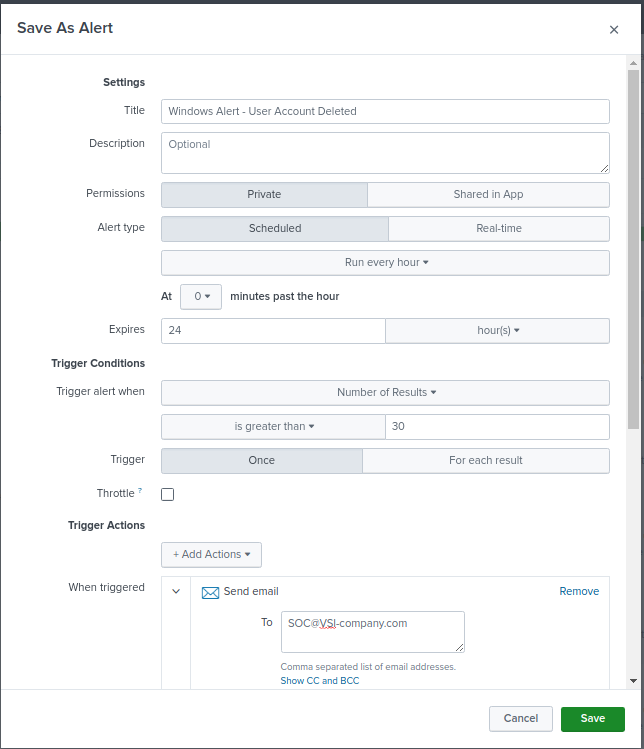 Save As Alert ×
Settings
Title Windows Alert - User Account Deleted
Description Optional
Permissions Private Shared in App
Alert type Scheduled Real-time
Run every hour
At 0 minutes past the hour
Expires 24 hour(s)
Trigger Conditions
Trigger alert when Number of Results
is greater than 30
Trigger Once For each result
Throttle ?
Trigger Actions
+ Add Actions
When triggered Send email Remove
To SOC@VSI-company.com
Comma separated list of email addresses.
Show CC and BCC
Cancel Save